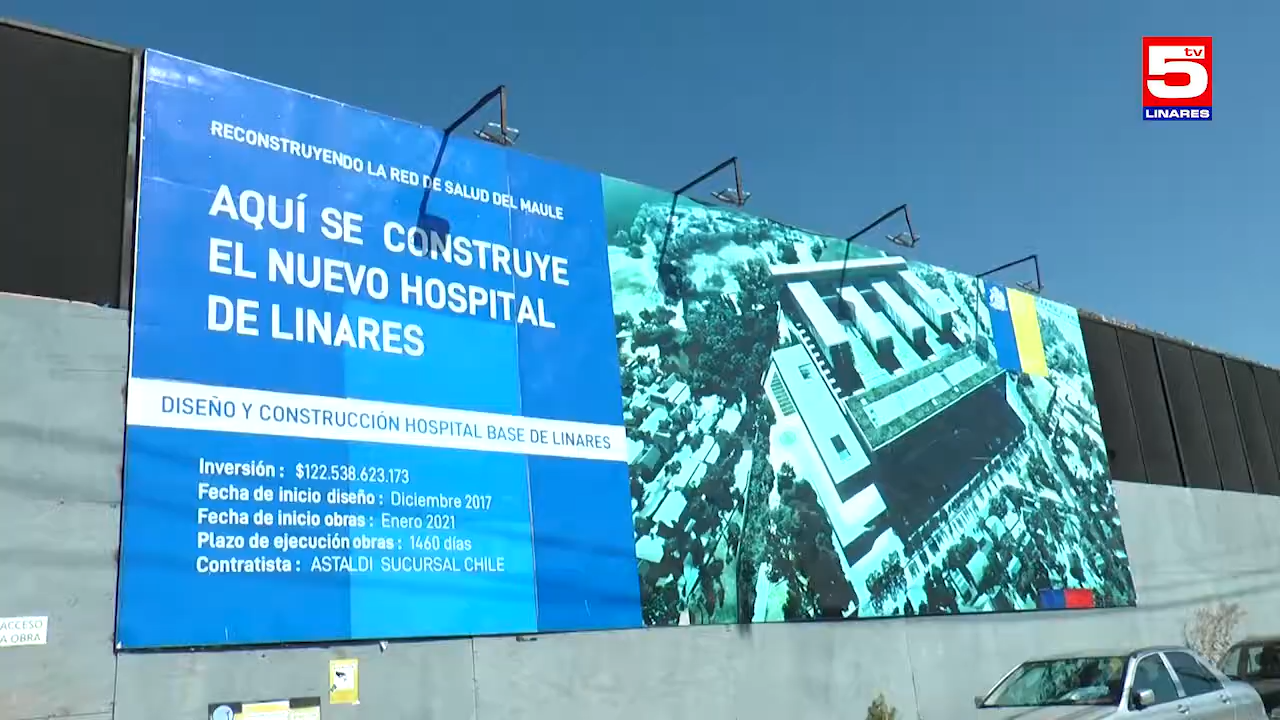 5 tv
LINARES
RECONSTRUYENDO LA RED DE SALUD DEL MAULE
AQUÍ SE CONSTRUYE
EL NUEVO HOSPITAL
DE LINARES
DISEÑO Y CONSTRUCCIÓN HOSPITAL BASE DE LINARES
Inversión : $122.538.623.173
Fecha de inicio diseño : Diciembre 2017
Fecha de inicio obras : Enero 2021
Plazo de ejecución obras : 1460 días
Contratista : ASTALDI SUCURSAL CHILE
ACCESO
A OBRA